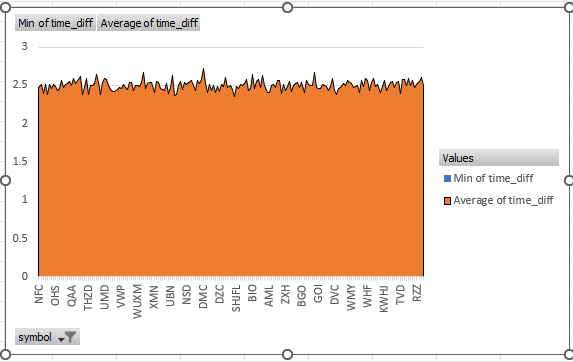 Min of time_diff Average of time_diff
3
2.5
2
1.5
1
0.5
0
NFC OHS QAA THZD UMD VWP WUXM XMN UBN NSD DMC DZC SHJFL BIO AML ZXH BGO GOI DVC WMY WHF KWHJ TVD RZZ
Values
Min of time_diff
Average of time_diff
symbol